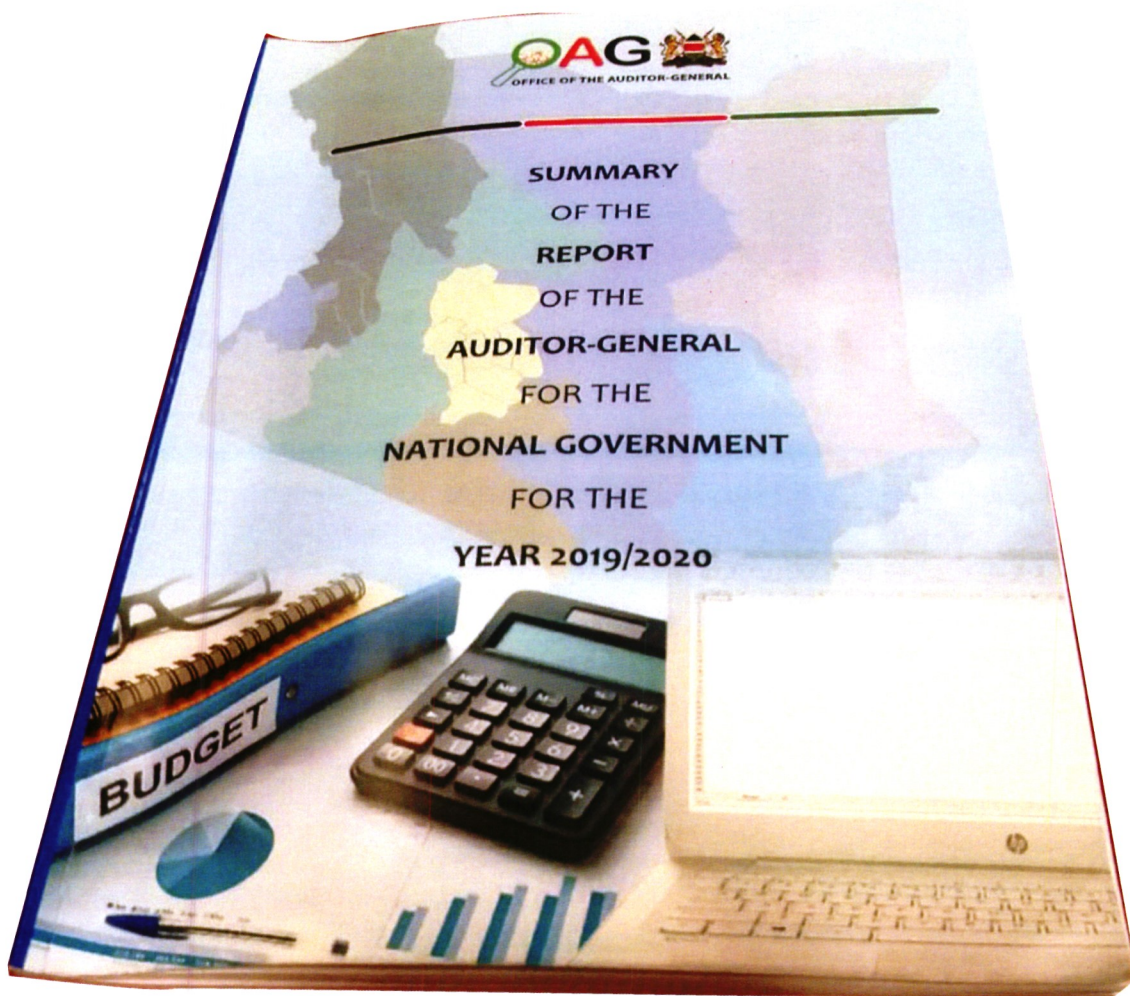 OAG
OFFICE OF THE AUDITOR-GENERAL
SUMMARY
OF THE
REPORT
OF THE
AUDITOR-GENERAL
FOR THE
NATIONAL GOVERNMENT
FOR THE
YEAR 2019/2020
BUDGET
hp